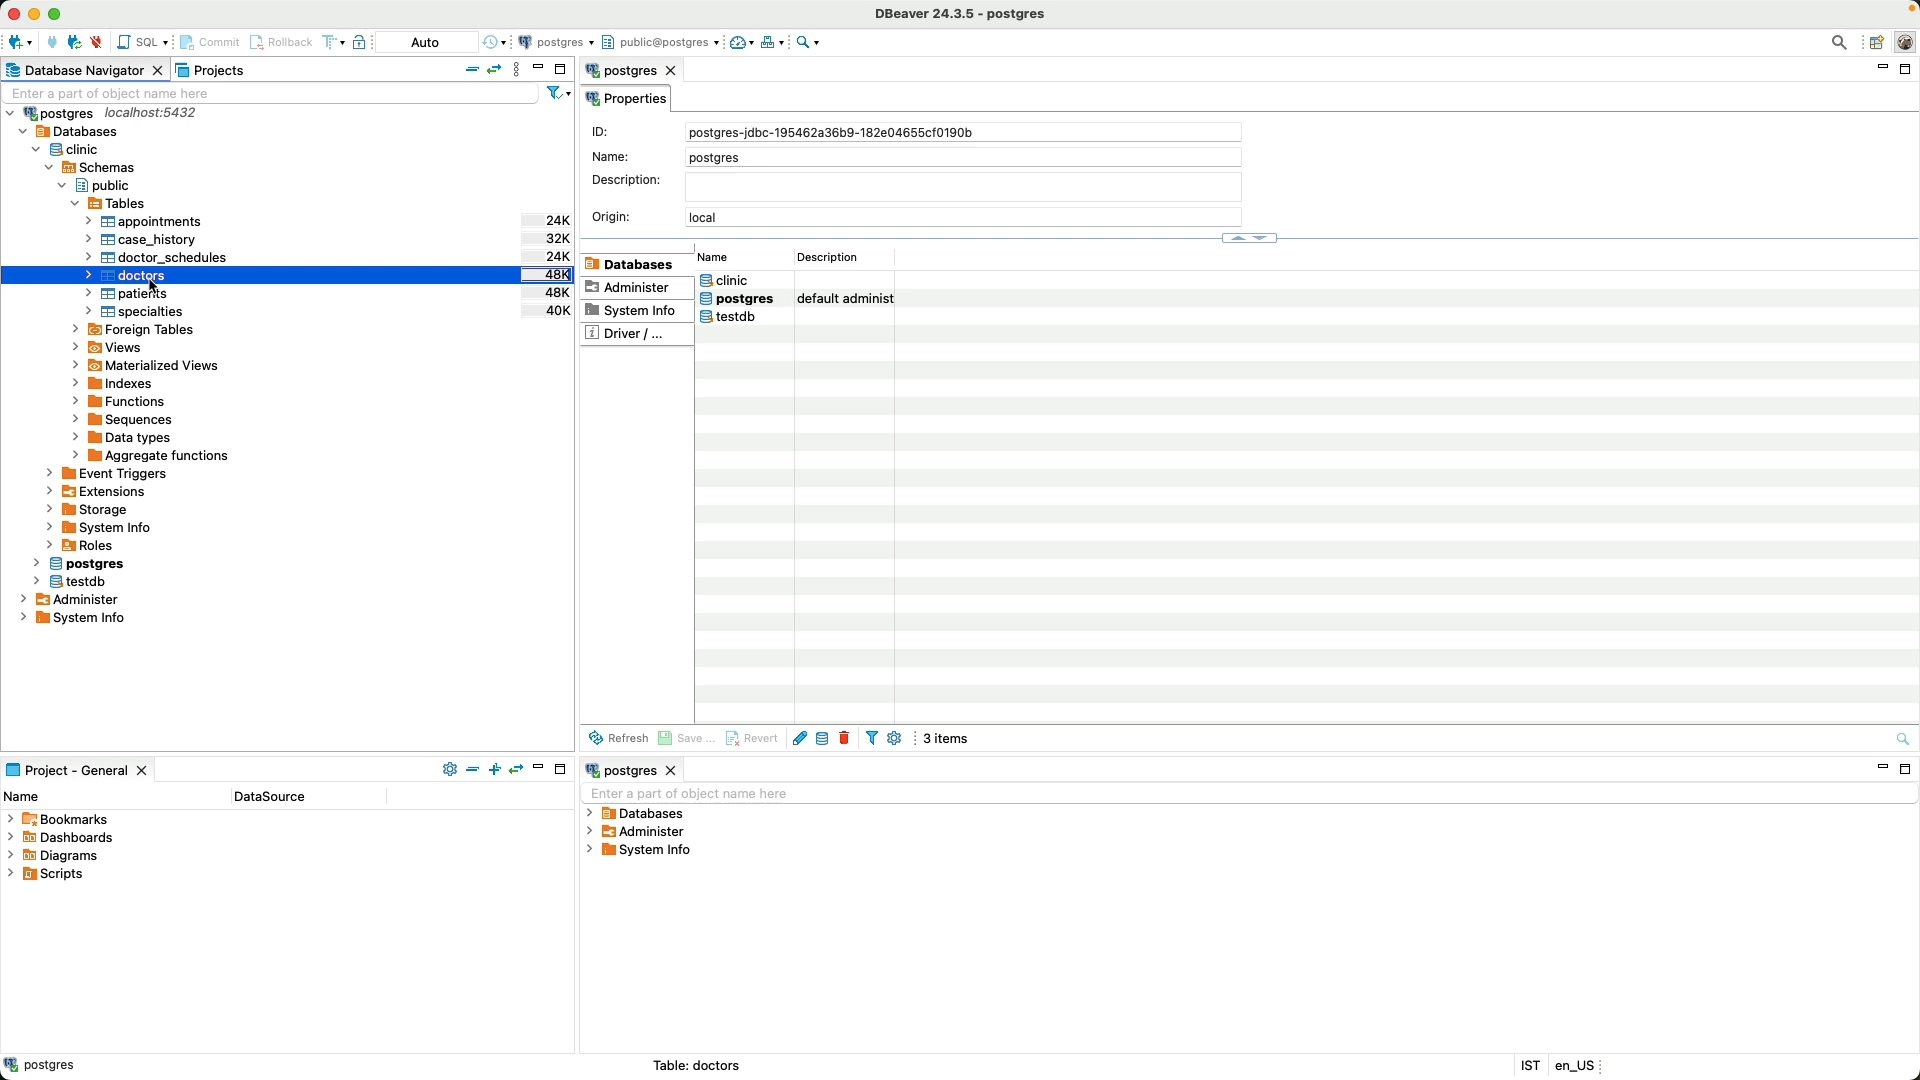 DBeaver 24.3.5 - postgres
SQL Commit Rollback Auto postgres public@postgres
Database Navigator Projects
Enter a part of object name here
postgres localhost:5432
Databases
clinic
Schemas
public
Tables
appointments 24K
case_history 32K
doctor_schedules 24K
doctors 48K
patients 48K
specialties 40K
Foreign Tables
Views
Materialized Views
Indexes
Functions
Sequences
Data types
Aggregate functions
Event Triggers
Extensions
Storage
System Info
Roles
postgres
testdb
Administer
System Info
postgres
Properties
ID: postgres-jdbc-195462a36b9-182e04655cf0190b
Name: postgres
Description:
Origin: local
Databases
Administer
System Info
Driver / ...
Name Description
clinic
postgres default administ
testdb
Refresh Save ... Revert 3 items
Project - General
Name DataSource
Bookmarks
Dashboards
Diagrams
Scripts
postgres
Enter a part of object name here
Databases
Administer
System Info
postgres Table: doctors IST en_US